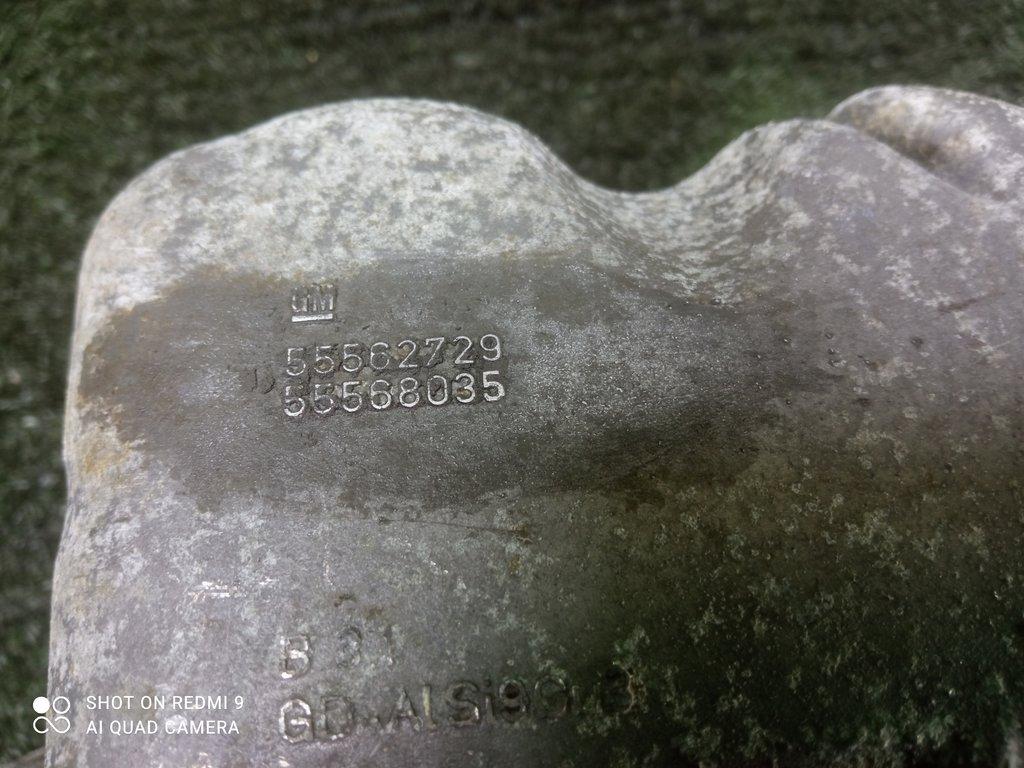 GM
55562729
55568035
B 31
GD-AlSi9Cu3
SHOT ON REDMI 9
AI QUAD CAMERA